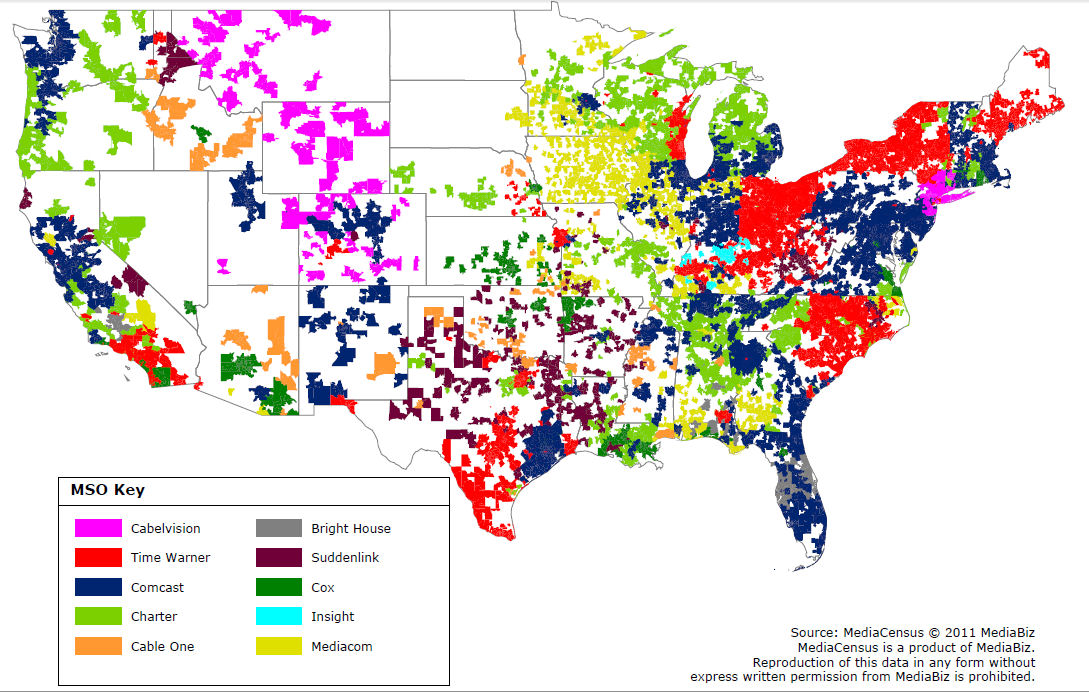 MSO Key
Cabelvision
Bright House
Time Warner
Suddenlink
Comcast
Cox
Charter
Insight
Cable One
Mediacom
Source: MediaCensus © 2011 MediaBiz
MediaCensus is a product of MediaBiz.
Reproduction of this data in any form without
express written permission from MediaBiz is prohibited.